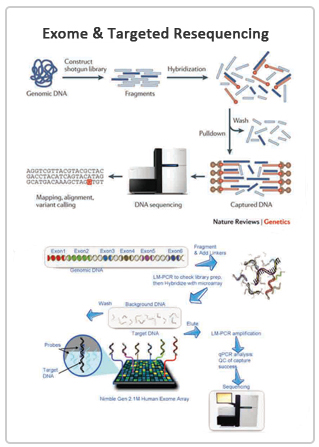 Exome & Targeted Resequencing
Construct
shotgun library
Hybridization
Genomic DNA
Fragments
Wash
Pulldown
AGGTCGTTACGTACGCTAC
GACCTACATCAGTACATAG
GCATGACAAAGCTAGGTGT
Mapping, alignment,
variant calling
DNA sequencing
Captured DNA
Nature Reviews | Genetics
Exon1 Exon2 Exon3 Exon4 Exon5 Exon6
Genomic DNA
Fragment
& Add Linkers
LM-PCR to check library prep,
then Hybridize with microarray
Wash
Background DNA
Target DNA
Elute
LM-PCR amplification
Probes
Target
DNA
qPCR analysis
QC of capture
success
Sequencing
Nimble Gen 2.1M Human Exome Array